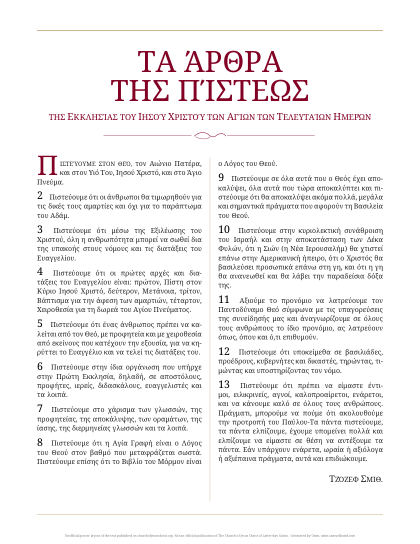 ΤΑ ἌΡΘΡΑ
ΤΗΣ ΠΊΣΤΕΩΣ
ΤΗΣ ΕΚΚΛΗΣΙΑΣ ΤΟΥ ΙΗΣΟΎ ΧΡΙΣΤΟΎ ΤΩΝ ΑΓΊΩΝ ΤΩΝ ΤΕΛΕΥΤΑΊΩΝ ΗΜΕΡΏΝ
ΠΙΣΤΕΎΟΥΜΕ ΣΤΟΝ ΘΕΌ, τον Αιώνιο Πατέρα,
και στον Υιό Του, Ιησού Χριστό, και στο Άγιο
Πνεύμα.
2 Πιστεύουμε ότι οι άνθρωποι θα τιμωρηθούν για
τις δικές τους αμαρτίες και όχι για το παράπτωμα
του Αδάμ.
3 Πιστεύουμε ότι μέσω της Εξιλέωσης του
Χριστού, όλη η ανθρωπότητα μπορεί να σωθεί δια
της υπακοής στους νόμους και τις διατάξεις του
Ευαγγελίου.
4 Πιστεύουμε ότι οι πρώτες αρχές και δια-
τάξεις του Ευαγγελίου είναι: πρώτον, Πίστη στον
Κύριο Ιησού Χριστό, δεύτερον, Μετάνοια, τρίτον,
Βάπτισμα για την άφεση των αμαρτιών, τέταρτον,
Χειροθεσία για τη δωρεά του Αγίου Πνεύματος.
5 Πιστεύουμε ότι ένας άνθρωπος πρέπει να κα-
λείται από τον Θεό, με προφητεία και με χειροθεσία
από εκείνους που κατέχουν την εξουσία, για να κη-
ρύττει το Ευαγγέλιο και να τελεί τις διατάξεις του.
6 Πιστεύουμε στην ίδια οργάνωση που υπήρχε
στην Πρώτη Εκκλησία, δηλαδή, σε αποστόλους,
προφήτες, ιερείς, διδασκάλους, ευαγγελιστές και
τα λοιπά.
7 Πιστεύουμε στο χάρισμα των γλωσσών, της
προφητείας, της αποκάλυψης, των οραμάτων, της
ίασης, της διερμηνείας γλωσσών και τα λοιπά.
8 Πιστεύουμε ότι η Αγία Γραφή είναι ο Λόγος
του Θεού στον βαθμό που μεταφράζεται σωστά.
Πιστεύουμε επίσης ότι το Βιβλίο του Μόρμον είναι
ο Λόγος του Θεού.
9 Πιστεύουμε σε όλα αυτά που ο Θεός έχει απο-
καλύψει, όλα αυτά που τώρα αποκαλύπτει και πι-
στεύουμε ότι θα αποκαλύψει ακόμα πολλά, μεγάλα
και σημαντικά πράγματα που αφορούν τη Βασιλεία
του Θεού.
10 Πιστεύουμε στην κυριολεκτική συνάθροιση
του Ισραήλ και στην αποκατάσταση των Δέκα
Φυλών, ότι η Σιών (η Νέα Ιερουσαλήμ) θα χτιστεί
επάνω στην Αμερικανική ήπειρο, ότι ο Χριστός θα
βασιλεύσει προσωπικά επάνω στη γη, και ότι η γη
θα ανανεωθεί και θα λάβει την παραδείσια δόξα
της.
11 Αξιούμε το προνόμιο να λατρεύουμε τον
Παντοδύναμο Θεό σύμφωνα με τις υπαγορεύσεις
της συνείδησής μας και αναγνωρίζουμε σε όλους
τους ανθρώπους το ίδιο προνόμιο, ας λατρεύουν
όπως, όπου και ό,τι επιθυμούν.
12 Πιστεύουμε ότι υποκείμεθα σε βασιλιάδες,
προέδρους, κυβερνήτες και δικαστές, τηρώντας, τι-
μώντας και υποστηρίζοντας τον νόμο.
13 Πιστεύουμε ότι πρέπει να είμαστε έντι-
μοι, ειλικρινείς, αγνοί, καλοπροαίρετοι, ενάρετοι,
και να κάνουμε καλό σε όλους τους ανθρώπους.
Πράγματι, μπορούμε να πούμε ότι ακολουθούμε
την προτροπή του Παύλου-Τα πάντα πιστεύουμε,
τα πάντα ελπίζουμε, έχουμε υπομείνει πολλά και
ελπίζουμε να είμαστε σε θέση να αντέξουμε τα
πάντα. Εάν υπάρχουν ενάρετα, ωραία ή αξιόλογα
ή αξιέπαινα πράγματα, αυτά και επιδιώκουμε.
ΤΖΌΖΕΦ ΣΜΙΘ.